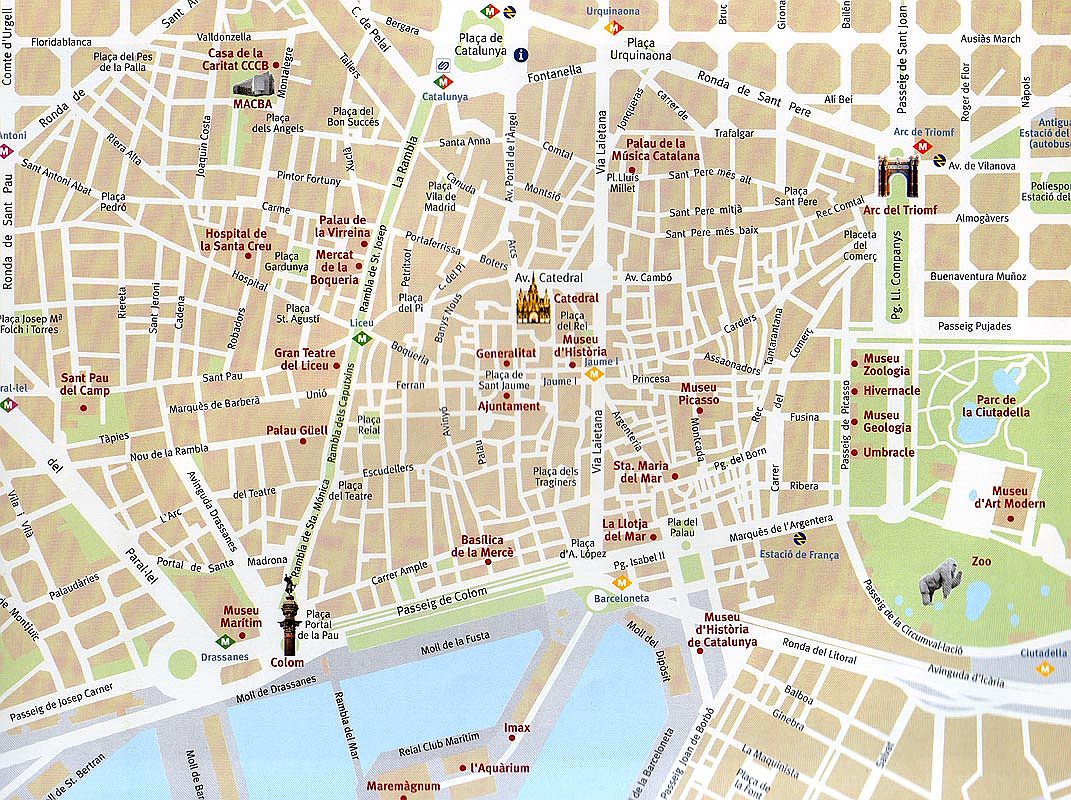 Comte d'Urgell
Floridablanca
Sant
Valldonzella
Plaça del Pes
de la Palla
Casa de la
Caritat CCCB
MACBA
Montalegre
Plaça
dels Angels
Ronda de
Sant Antoni Abat
Riera Alta
Joaquín Costa
Antoni
M
Ronda de Sant Pau
Plaça
Pedró
Carme
Pintor Fortuny
Xuclà
Plaça del
Bon Succés
Tallers
C. de Pelai
Bergara
Plaça de
Catalunya
M
i
M
Catalunya
Fontanella
Urquinaona
M
Plaça
Urquinaona
Bruc
Girona
Bailèn
Passeig de Sant Joan
Ausiàs March
Roger de Flor
Nàpols
Ronda de Sant Pere
Ali Bei
Jonqueras
carrer de
Trafalgar
Arc de Triomf
M
Av. de Vilanova
Antigua
Estació del
(autobus
Poliespor
Estació del
Arc del Triomf
Almogàvers
Buenaventura Muñoz
Passeig Pujades
Pg. Ll. Companys
Placeta
del
Comerç
Rec Comtal
Plaça
Sant Pere
Sant Pere més alt
Sant Pere mitjà
Sant Pere més baix
Palau de la
Música Catalana
Pl. Lluís
Millet
Via Laietana
Av. Portal de l'Àngel
Santa Anna
Comtal
Montsió
Canuda
Plaça
Vila de
Madrid
La Rambla
Rambla de St. Josep
Portaferrissa
Petritxol
C. del Pi
Boters
Arcs
Av. Catedral
Catedral
Av. Cambó
Plaça
del Rei
Museu
d'Història
Jaume I
M
Jaume I
Princesa
Hospital de
la Santa Creu
Palau de
la Virreina
Mercat
de la
Boqueria
Plaça
Gardunya
Hospital
Plaça
St. Agustí
Plaça
del Pi
Banys Nous
Liceu
M
Boqueria
Generalitat
Plaça de
Sant Jaume
Ajuntament
Ferran
Plaça Josep Mª
Folch i Torres
Riereta
Sant Jeroni
Cadena
Robadors
Gran Teatre
del Liceu
Sant Pau
del Camp
Sant Pau
Unió
Marquès de Barberà
Rambla dels Caputxins
Plaça
Reial
Avinyó
Palau
Palau Güell
Tàpies
Nou de la Rambla
ral-lel
M
del
Vila i Vilà
Avinguda Drassanes
del Teatre
L'Arc
Portal de Santa
Madrona
Paral-lel
Palaudàries
de Montjuïc
Escudellers
Plaça
del Teatre
Rambla de Sta. Mònica
Plaça dels
Traginers
Basílica
de la Mercè
Carrer Ample
Passeig de Colom
Museu
Marítim
M
Drassanes
Colom
Plaça
Portal
de la Pau
Passeig de Josep Carner
Moll de Drassanes
Moll de la Fusta
Rambla del Mar
Reial Club Marítim
Imax
l'Aquàrium
Maremàgnum
ll de St. Bertran
Moll de Bar
Carders
Assaonadors
Tantarantana
Comerç
Museu
Picasso
Montcada
Argenteria
Sta. Maria
del Mar
Pg. del Born
Rec
del
Carrer
Fusina
Ribera
Passeig de Picasso
Museu
Zoologia
Hivernacle
Museu
Geologia
Umbracle
Parc de
la Ciutadella
Museu
d'Art Modern
La Llotja
del Mar
Pla del
Palau
Plaça
d'A. López
Pg. Isabel II
Marquès de l'Argentera
Estació de França
M
Barceloneta
Zoo
Passeig de la Circumval·lació
Museu
d'Història
de Catalunya
Moll del Dipòsit
Ronda del Litoral
Avinguda d'Icària
Ciutadella
M
Balboa
Ginebra
La Maquinista
Plaça de
la Font
Passeig Joan de Borbó
l de la Barceloneta